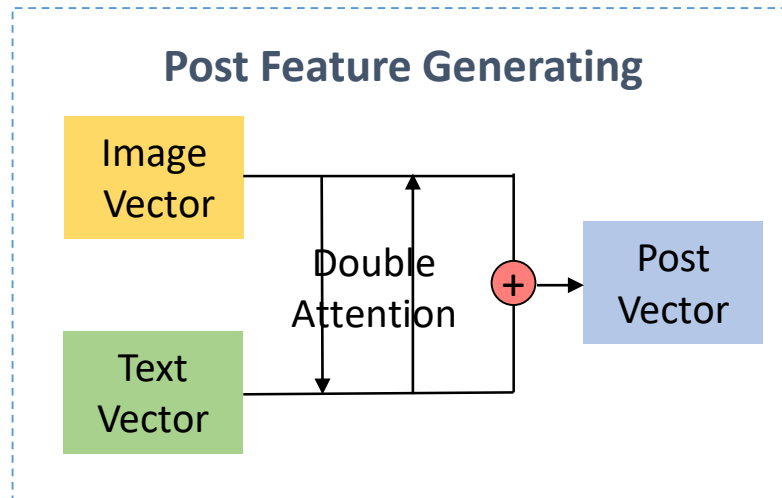 Post Feature Generating
Image
Vector
Double
Attention
+
Post
Vector
Text
Vector